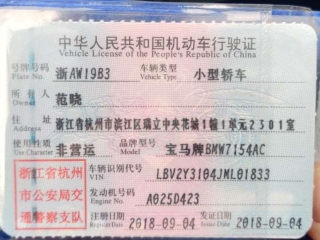 中华人民共和国机动车行驶证
Vehicle License of the People's Republic of China
号牌号码 浙AW19B3 车辆类型 小型轿车
Plate No. Vehicle Type
所有人 范晓
Owner
住址 浙江省杭州市滨江区瑞立中央花城1幢1单元2301室
Address
使用性质 非营运 品牌型号 宝马牌BMW7154AC
Use Character Model
浙江省杭州
市公安局交
通警察支队
车辆识别代号 LBV2Y3104JML01833
VIN
发动机号码 A025D423
Engine No.
注册日期 2018-09-04 发证日期 2018-09-04
Register Date Issue Date